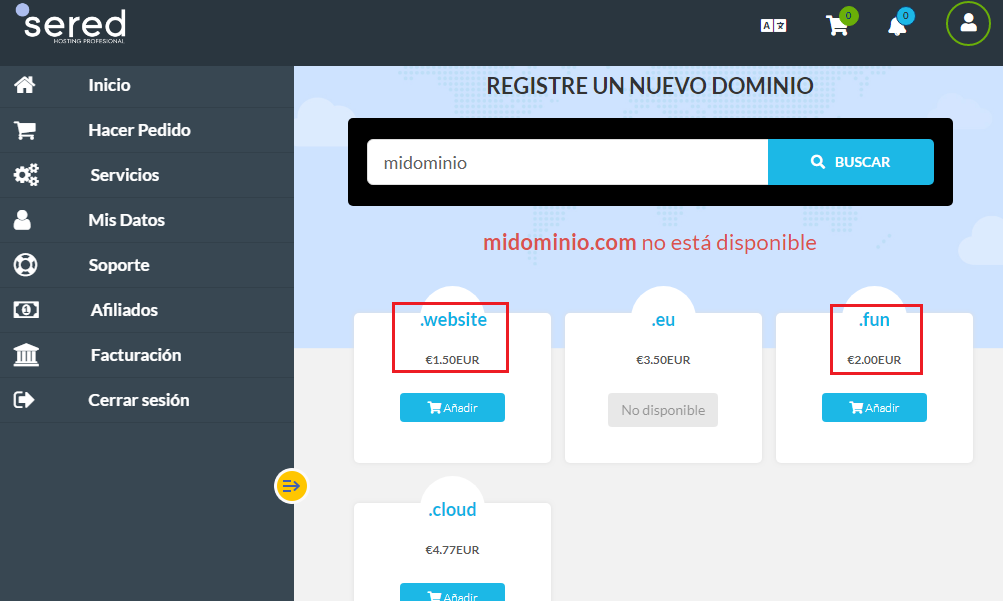 sered
HOSTING PROFESIONAL
A
0
0
Inicio
Hacer Pedido
Servicios
Mis Datos
Soporte
Afiliados
Facturación
Cerrar sesión
REGISTRE UN NUEVO DOMINIO
midominio
BUSCAR
midominio.com no está disponible
.website
€1.50EUR
Añadir
.eu
€3.50EUR
No disponible
.fun
€2.00EUR
Añadir
.cloud
€4.77EUR
Añadir